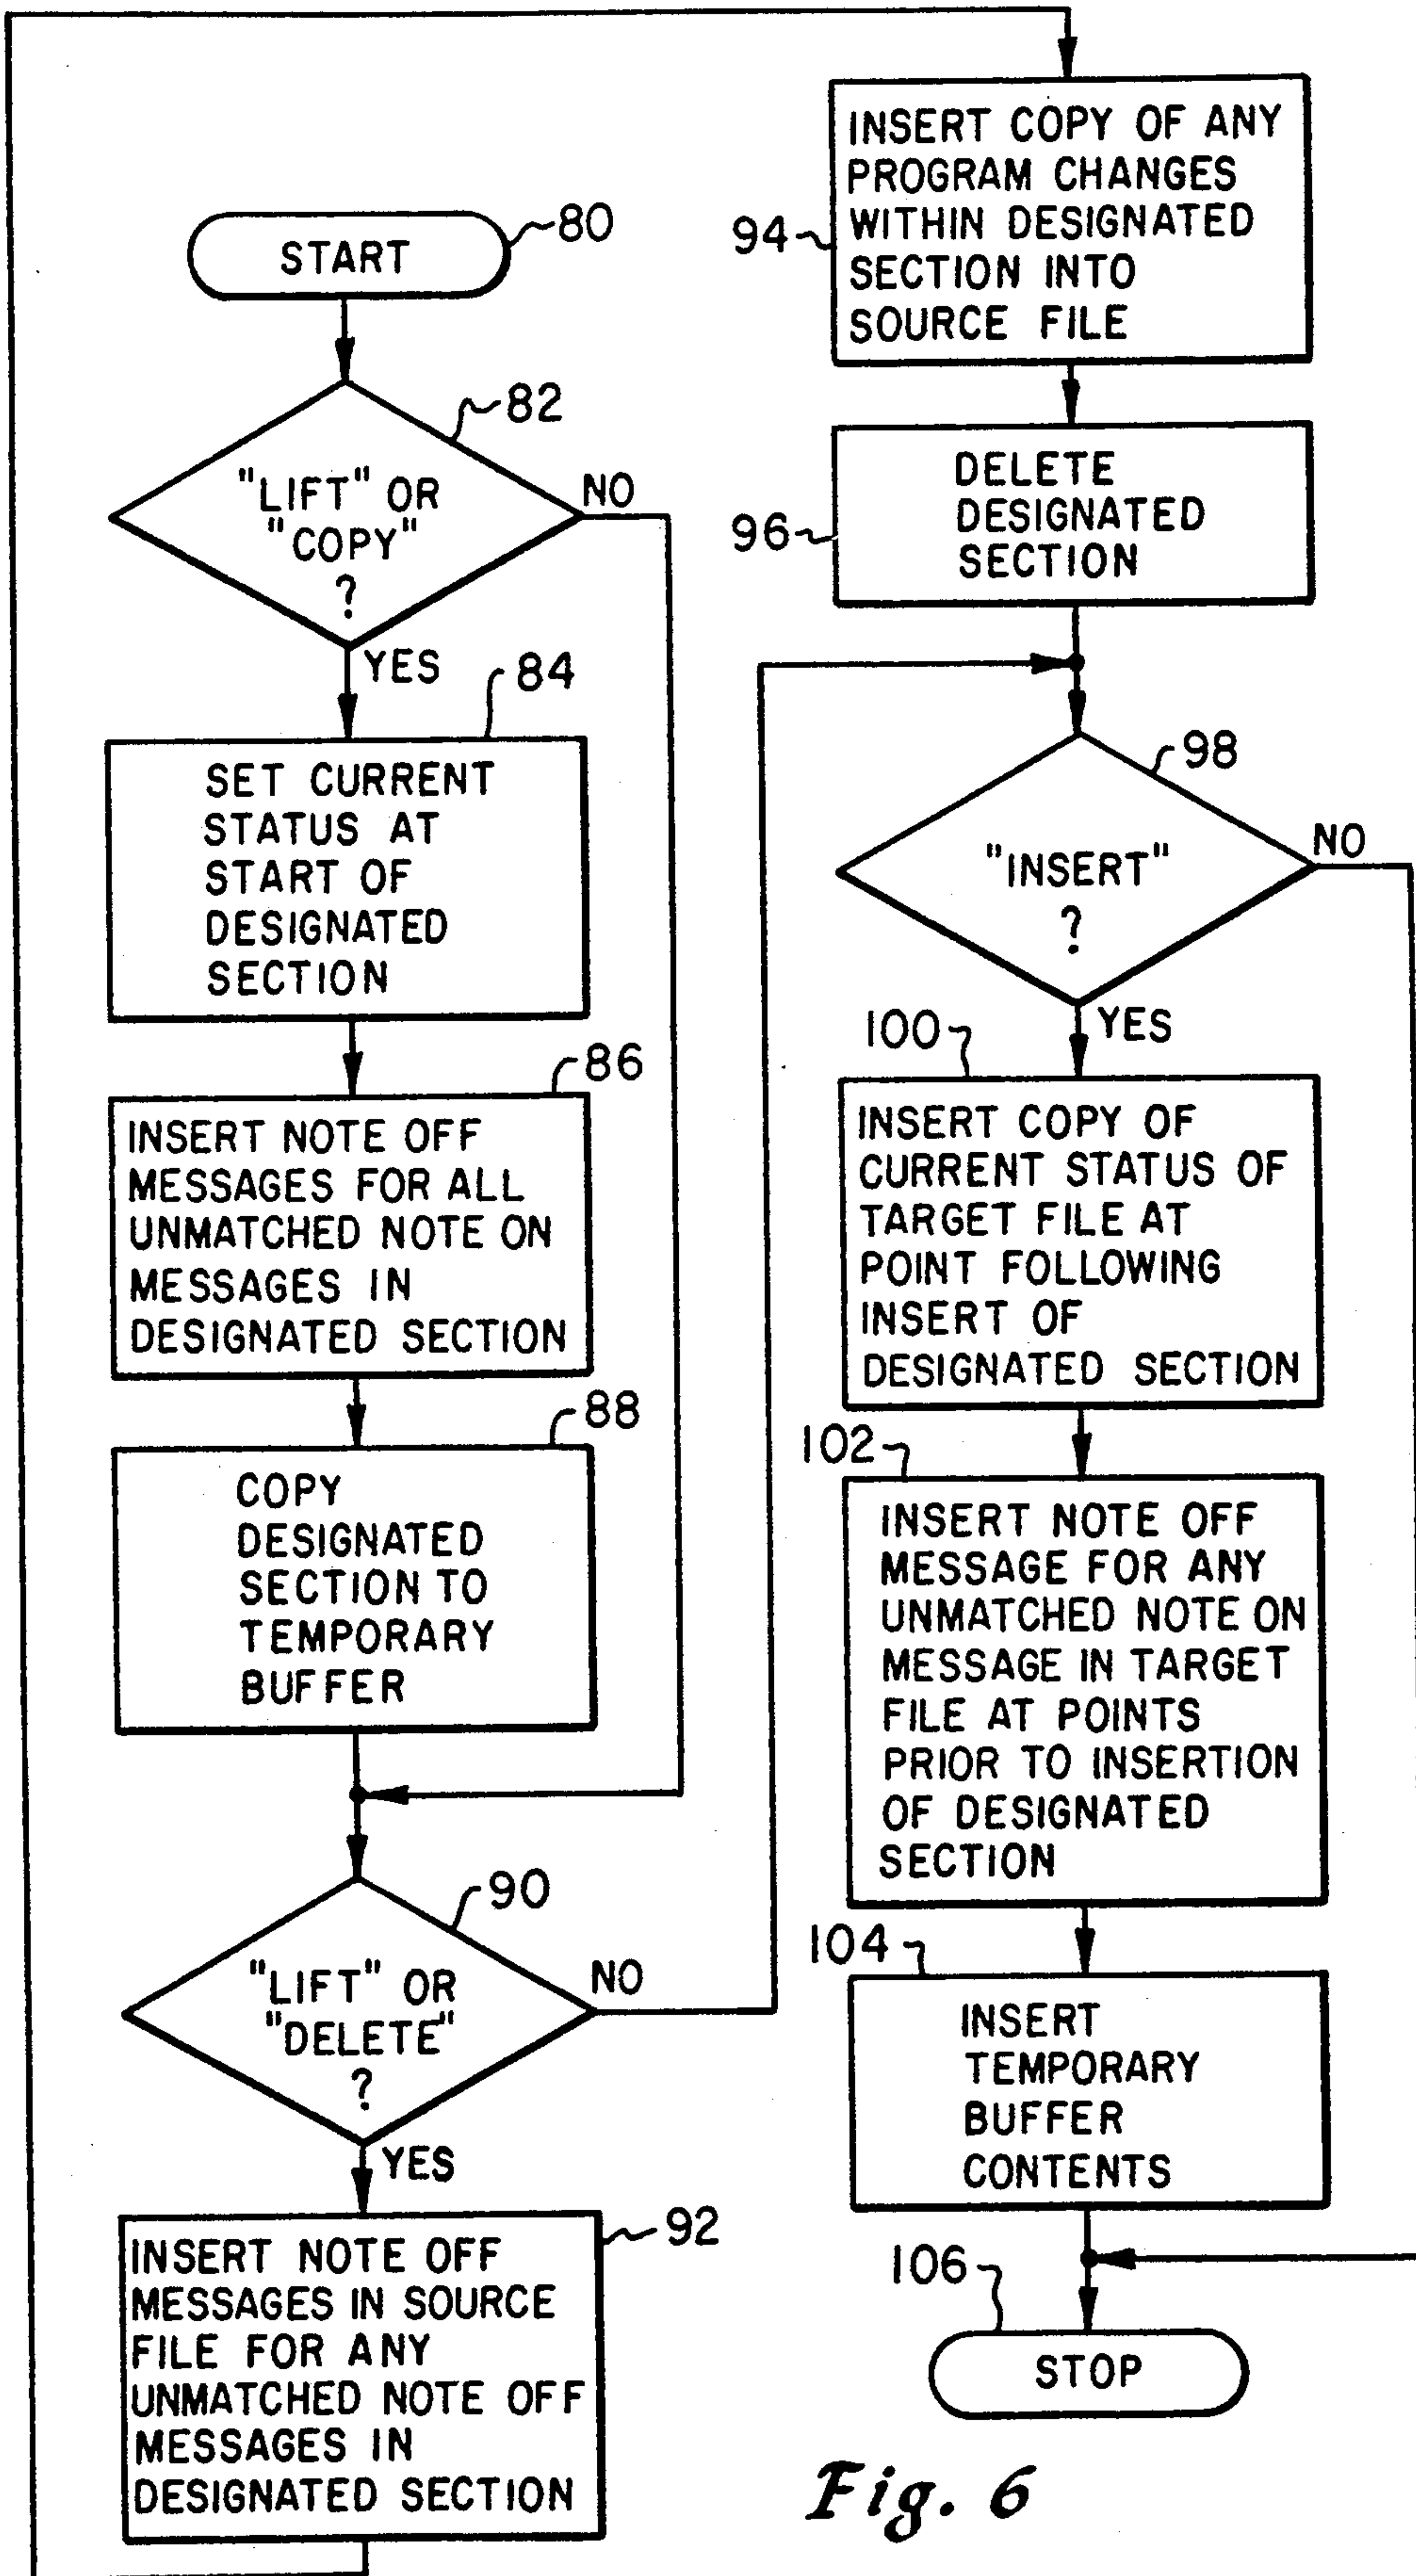 START
80
82
"LIFT" OR
"COPY"
?
NO
YES
84
SET CURRENT
STATUS AT
START OF
DESIGNATED
SECTION
86
INSERT NOTE OFF
MESSAGES FOR ALL
UNMATCHED NOTE ON
MESSAGES IN
DESIGNATED SECTION
88
COPY
DESIGNATED
SECTION TO
TEMPORARY
BUFFER
90
"LIFT" OR
"DELETE"
?
NO
YES
92
INSERT NOTE OFF
MESSAGES IN SOURCE
FILE FOR ANY
UNMATCHED NOTE OFF
MESSAGES IN
DESIGNATED SECTION
94
INSERT COPY OF ANY
PROGRAM CHANGES
WITHIN DESIGNATED
SECTION INTO
SOURCE FILE
96
DELETE
DESIGNATED
SECTION
98
"INSERT"
?
NO
YES
100
INSERT COPY OF
CURRENT STATUS OF
TARGET FILE AT
POINT FOLLOWING
INSERT OF
DESIGNATED SECTION
102
INSERT NOTE OFF
MESSAGE FOR ANY
UNMATCHED NOTE ON
MESSAGE IN TARGET
FILE AT POINTS
PRIOR TO INSERTION
OF DESIGNATED
SECTION
104
INSERT
TEMPORARY
BUFFER
CONTENTS
106
STOP
Fig. 6